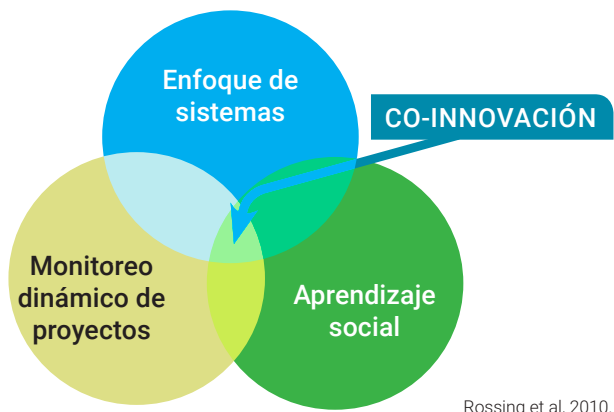 Enfoque de
sistemas
CO-INNOVACIÓN
Monitoreo
dinámico de
proyectos
Aprendizaje
social
Rossing et al. 2010.